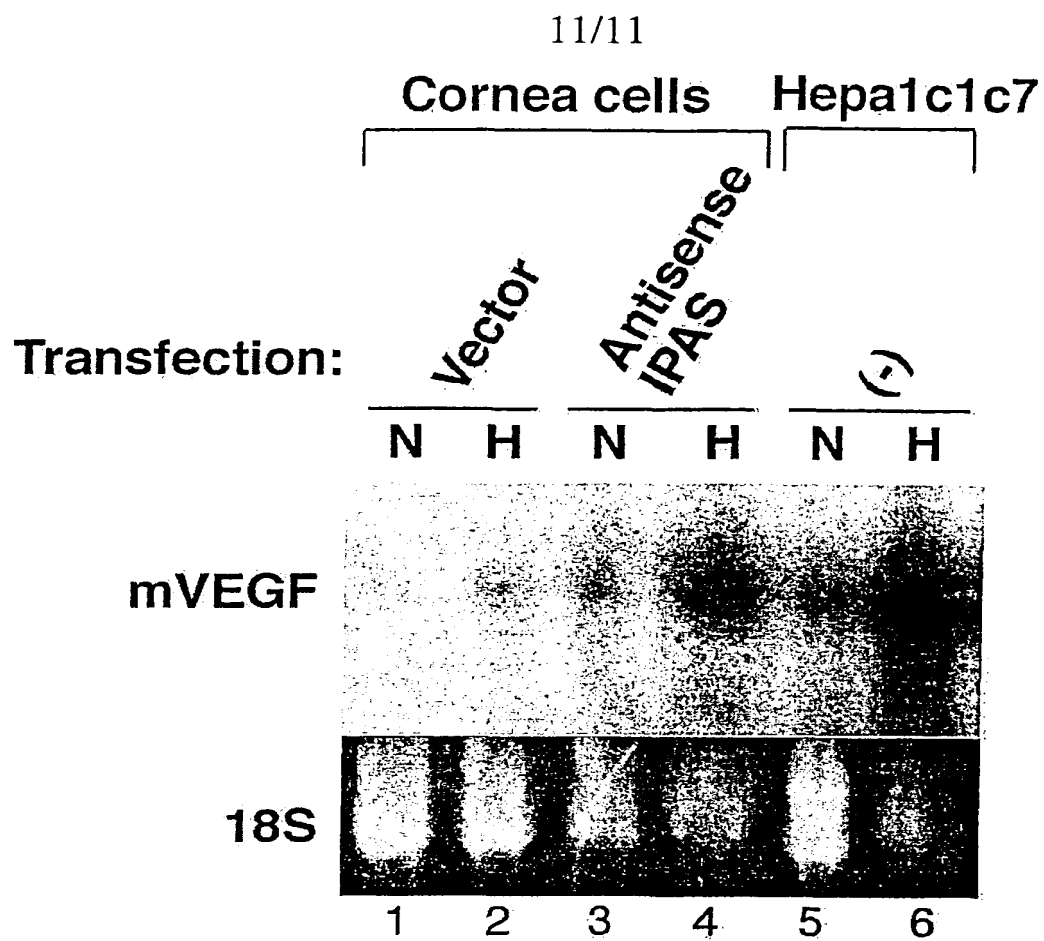 11/11
Cornea cells Hepa1c1c7
Transfection: Vector Antisense IPAS (-)
N H N H N H
mVEGF
18S
1 2 3 4 5 6